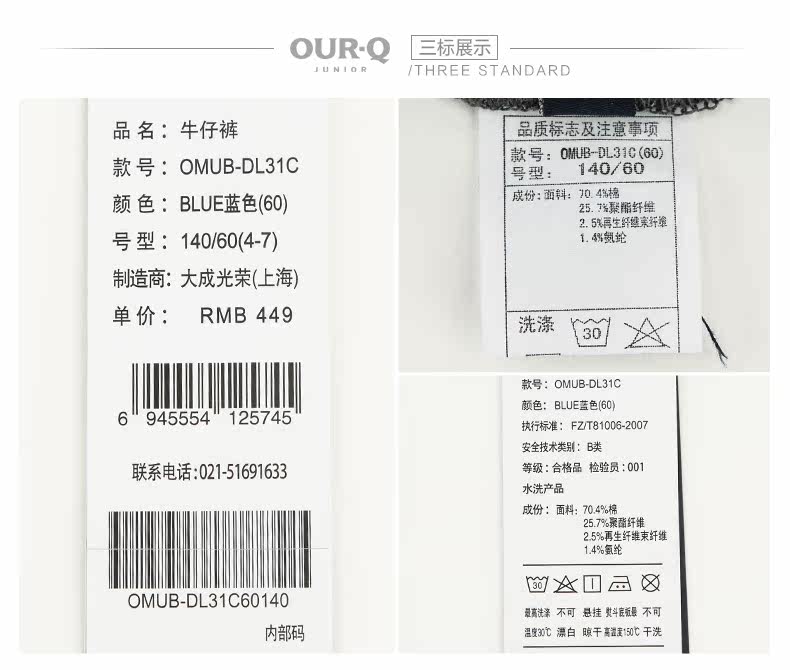 OUR·Q
JUNIOR
三标展示
/THREE STANDARD
品 名： 牛仔裤
款 号： OMUB-DL31C
颜 色： BLUE蓝色(60)
号 型： 140/60(4-7)
制造商： 大成光荣(上海)
单 价： RMB 449
6 945554 125745
联系电话:021-51691633
OMUB-DL31C60140
内部码
品质标志及注意事项
款号： OMUB-DL31C(60)
号型： 140/60
成份：面料： 70.4%棉
25.7%聚酯纤维
2.5%再生纤维束纤维
1.4%氨纶
洗涤 30
款号： OMUB-DL31C
颜色： BLUE蓝色(60)
执行标准： FZ/T81006-2007
安全技术类别： B类
等级：合格品 检验员：001
水洗产品
成份： 面料： 70.4%棉
25.7%聚酯纤维
2.5%再生纤维束纤维
1.4%氨纶
30
最高洗涤 不可 悬挂 熨斗底板最 不可
温度30℃ 漂白 晾干 高温度150℃ 干洗